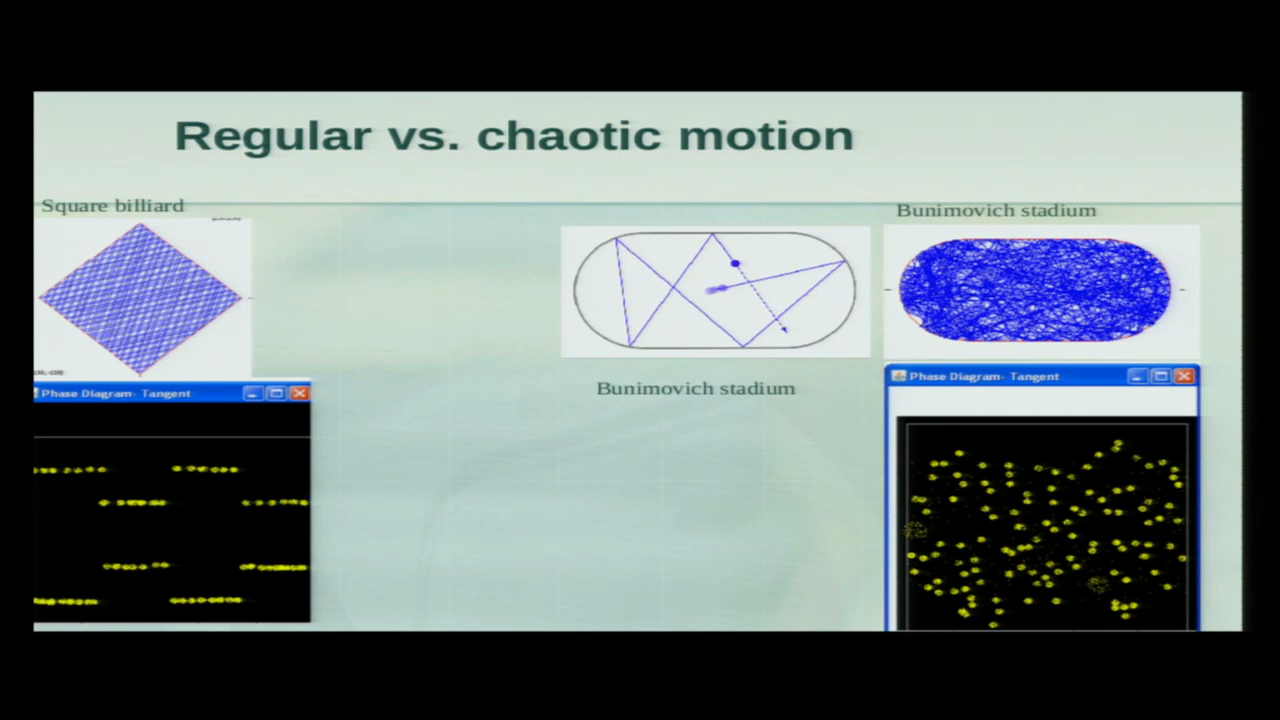 Regular vs. chaotic motion
Square billiard
Bunimovich stadium
Bunimovich stadium
Phase Diagram- Tangent
Phase Diagram- Tangent